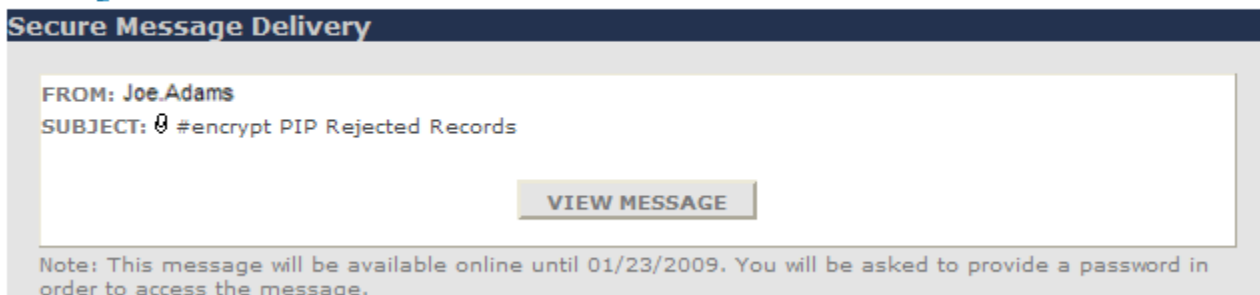 Secure Message Delivery
FROM: Joe.Adams
SUBJECT: #encrypt PIP Rejected Records
VIEW MESSAGE
Note: This message will be available online until 01/23/2009. You will be asked to provide a password in
order to access the message.